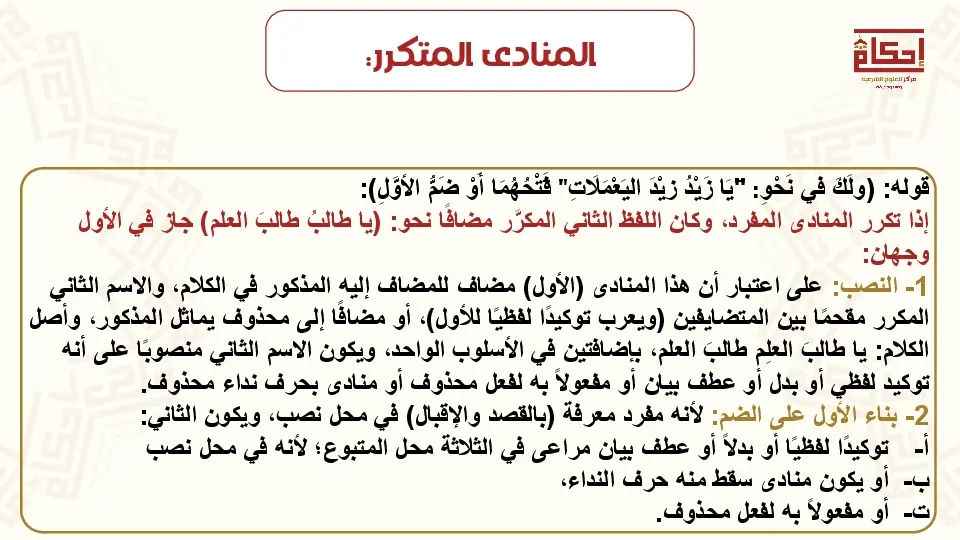 المنادى المتكرر:
إحكام
مركز للعلوم الشرعية
قوله: (ولَكَ في نَحْوِ: "يَا زَيْدُ زيْدَ اليَعْمَلَاتِ" فَتْحُهُمَا أَوْ ضَمُّ الأوَّلِ):
إذا تكرر المنادى المفرد، وكان اللفظ الثاني المكرَّر مضافًا نحو: (يا طالبُ طالبَ العلم) جاز في الأول
وجهان:
1- النصب: على اعتبار أن هذا المنادى (الأول) مضاف للمضاف إليه المذكور في الكلام، والاسم الثاني
المكرر مقحمًا بين المتضايفين (ويعرب توكيدًا لفظيًا للأول)، أو مضافًا إلى محذوف يماثل المذكور، وأصل
الكلام: يا طالبَ العلمِ طالبَ العلم، بإضافتين في الأسلوب الواحد، ويكون الاسم الثاني منصوبًا على أنه
توكيد لفظي أو بدل أو عطف بيان أو مفعولاً به لفعل محذوف أو منادى بحرف نداء محذوف.
2- بناء الأول على الضم: لأنه مفرد معرفة (بالقصد والإقبال) في محل نصب، ويكون الثاني:
أ- توكيدًا لفظيًا أو بدلاً أو عطف بيان مراعى في الثلاثة محل المتبوع؛ لأنه في محل نصب
ب- أو يكون منادى سقط منه حرف النداء،
ت- أو مفعولاً به لفعل محذوف.